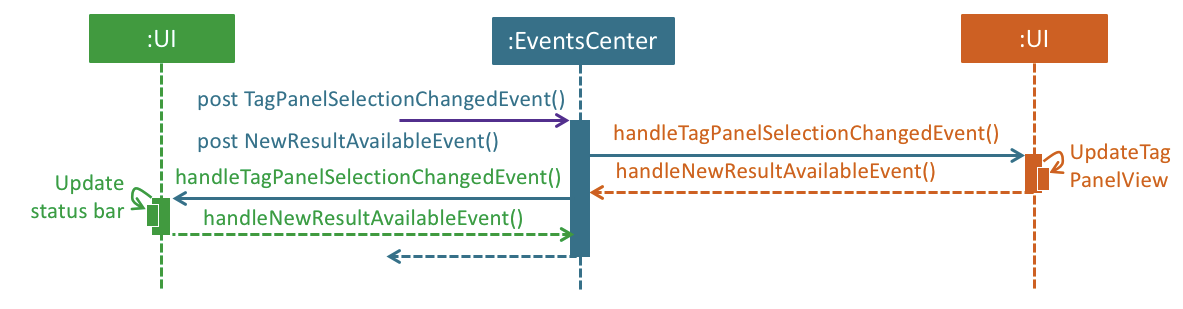 :UI
:EventsCenter
:UI
post TagPanelSelectionChangedEvent()
post NewResultAvailableEvent()
handleTagPanelSelectionChangedEvent()
handleNewResultAvailableEvent()
UpdateTag
PanelView
handleTagPanelSelectionChangedEvent()
Update
status bar
handleNewResultAvailableEvent()